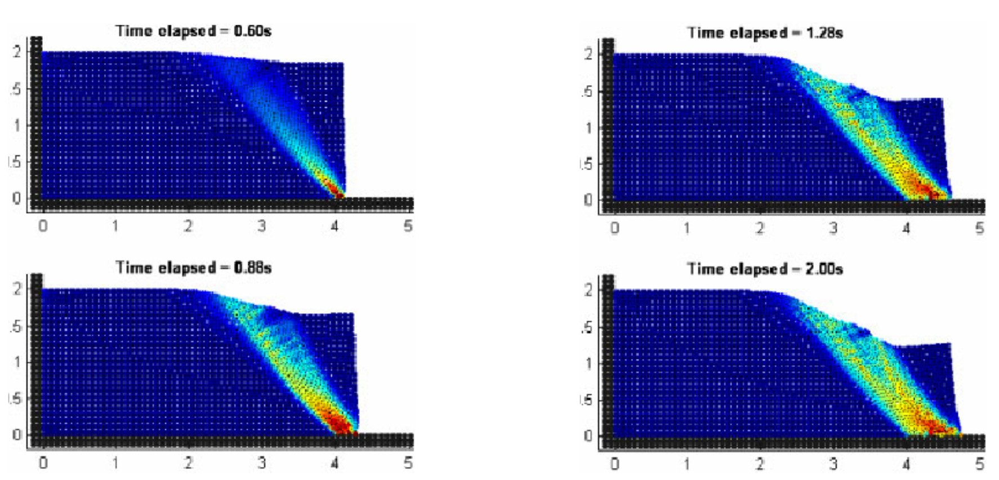 Time elapsed = 0.60s
2
.5
1
.5
0
0 1 2 3 4 5
Time elapsed = 0.88s
2
.5
1
.5
0
0 1 2 3 4 5
Time elapsed = 1.28s
2
.5
1
.5
0
0 1 2 3 4 5
Time elapsed = 2.00s
2
.5
1
.5
0
0 1 2 3 4 5